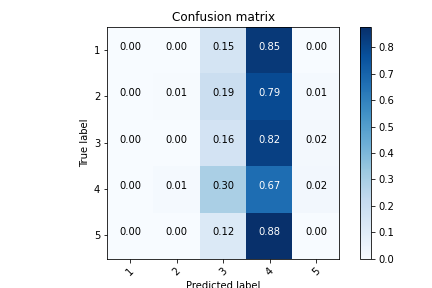 Confusion matrix
True label
1 0.00 0.00 0.15 0.85 0.00
2 0.00 0.01 0.19 0.79 0.01
3 0.00 0.00 0.16 0.82 0.02
4 0.00 0.01 0.30 0.67 0.02
5 0.00 0.00 0.12 0.88 0.00
1 2 3 4 5
Predicted label
0.8
0.7
0.6
0.5
0.4
0.3
0.2
0.1
0.0